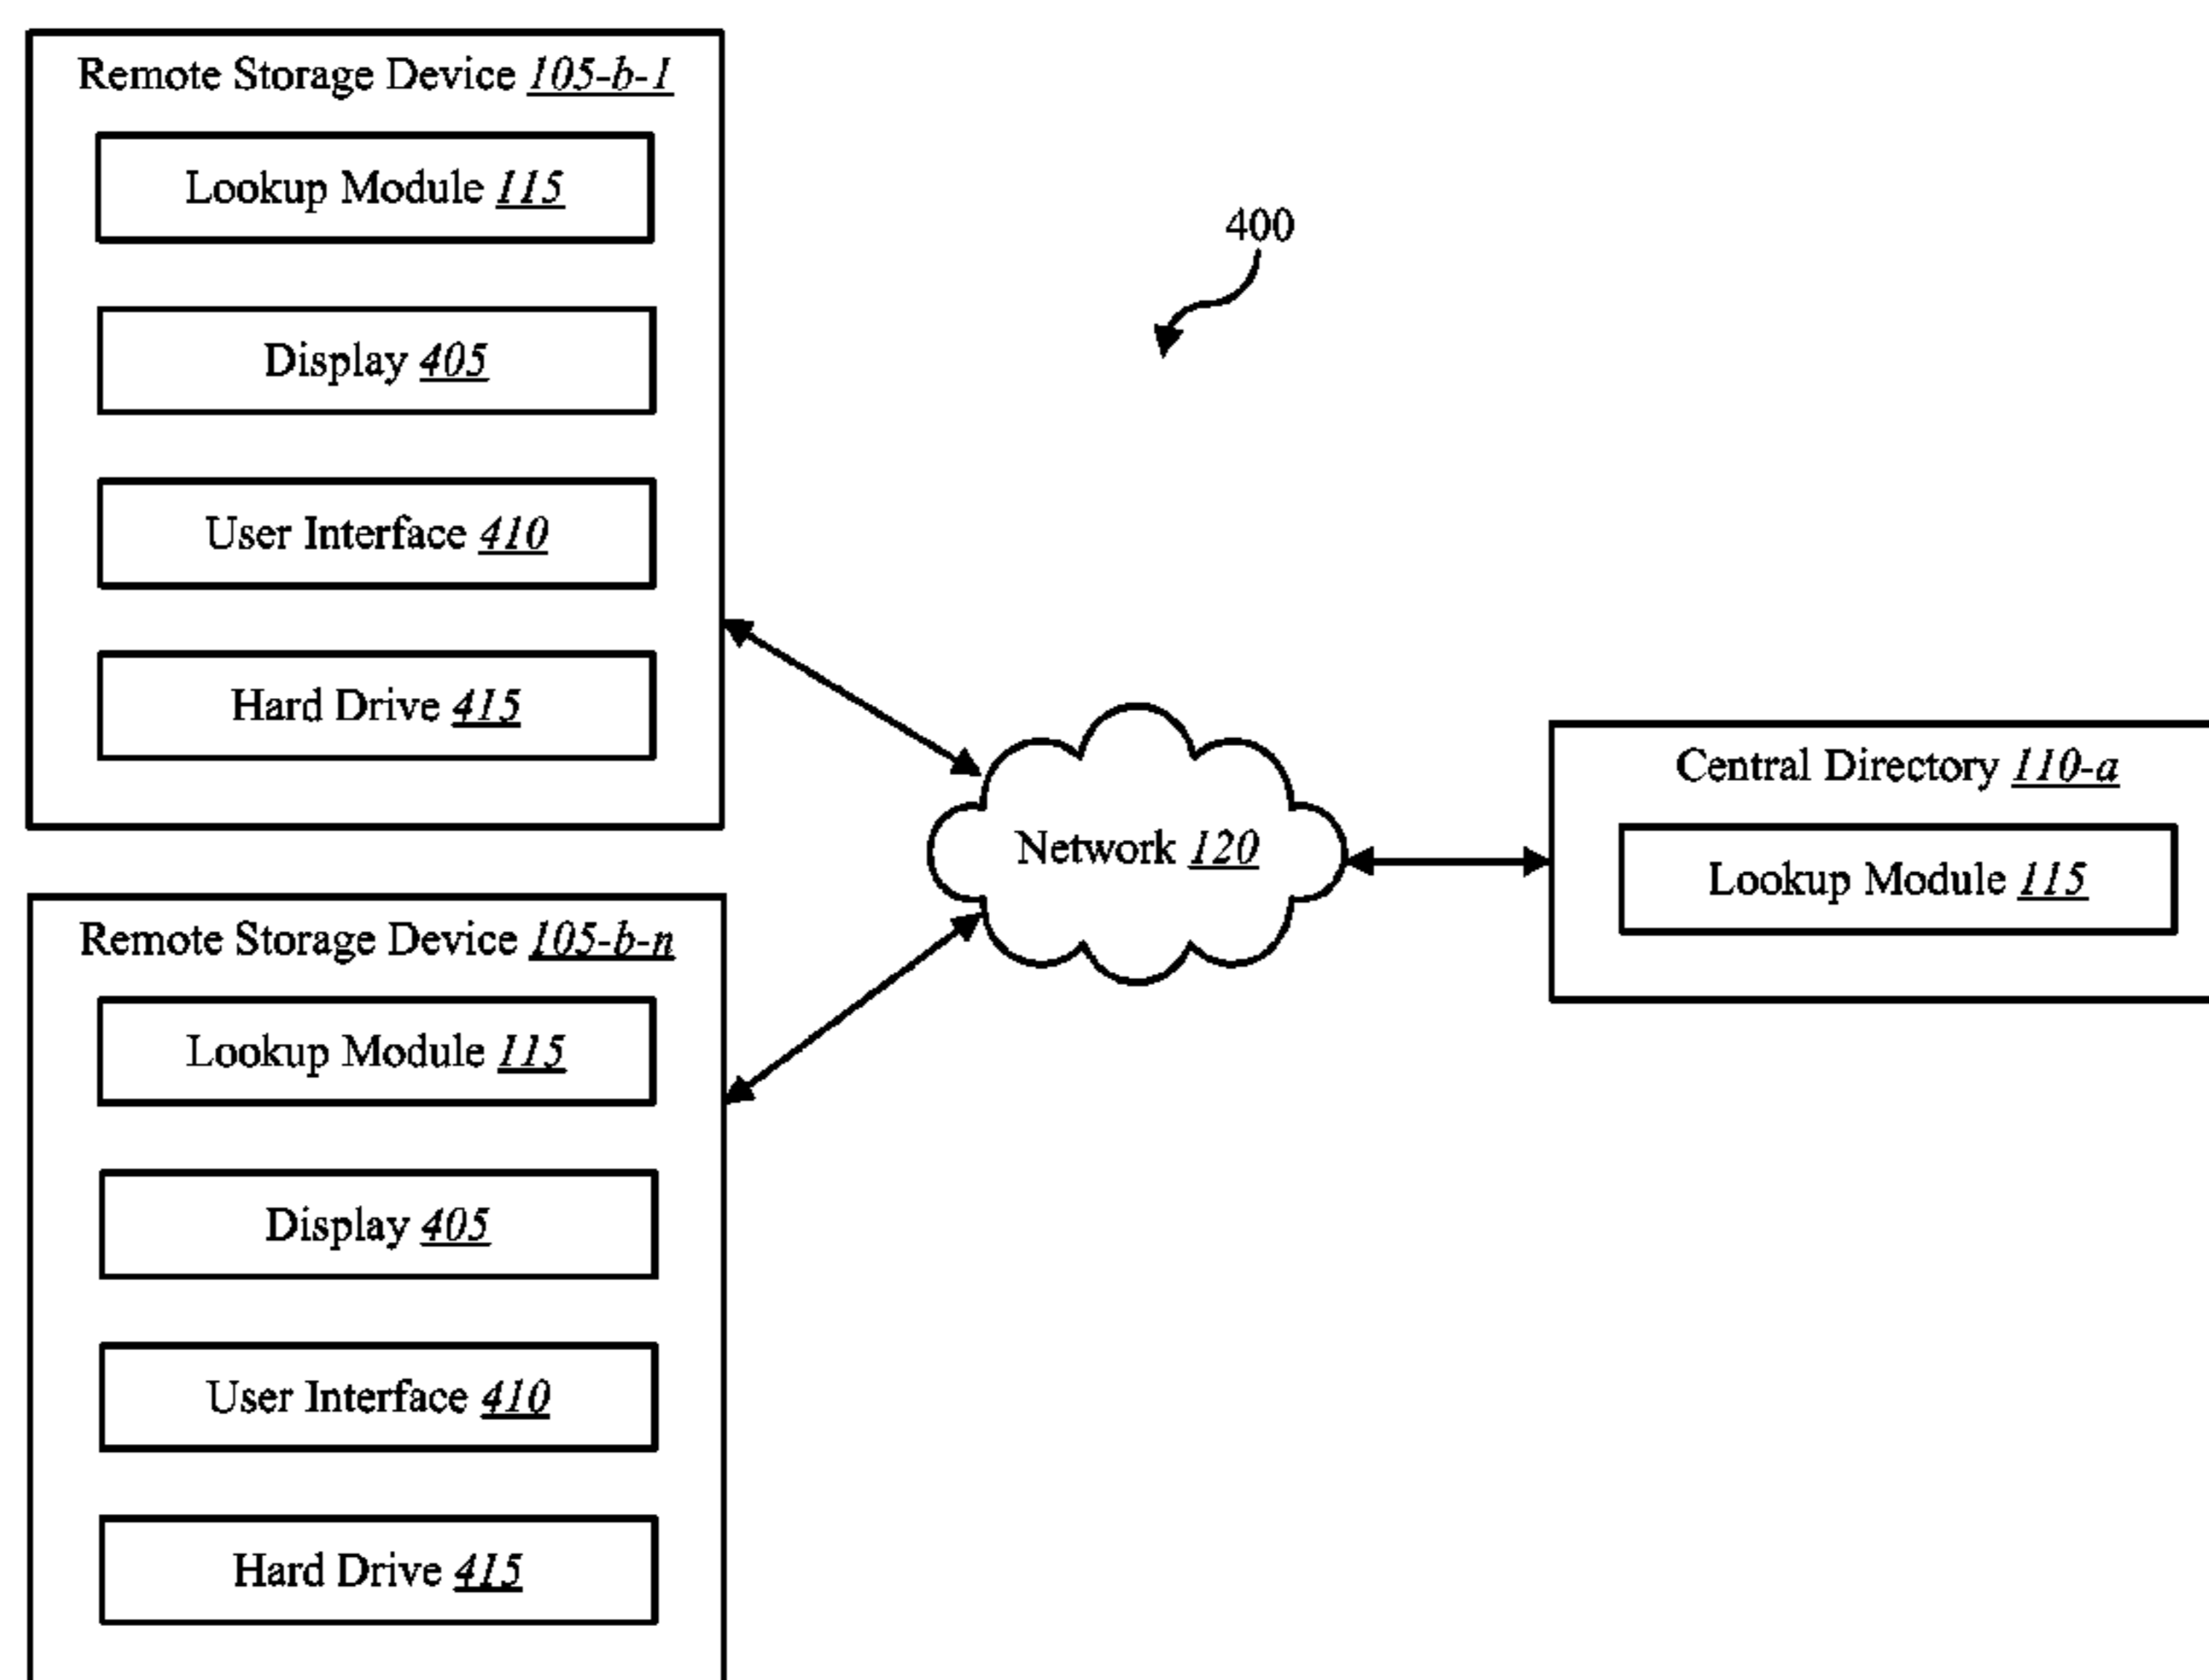 Remote Storage Device 105-b-1
Lookup Module 115
Display 405
User Interface 410
Hard Drive 415
400
Network 120
Central Directory 110-a
Lookup Module 115
Remote Storage Device 105-b-n
Lookup Module 115
Display 405
User Interface 410
Hard Drive 415